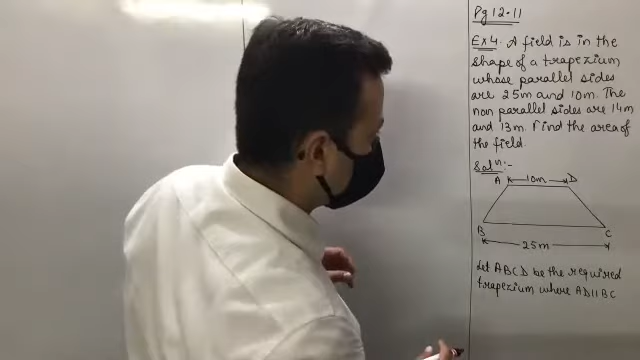 Pg 12.11
Ex 4. A field is in the
shape of a trapezium
whose parallel sides
are 25m and 10m. The
non parallel sides are 14m
and 13m. Find the area of
the field.
Solⁿ:-
A 10m D
B C
25m
Let ABCD be the required
trapezium where AD||BC